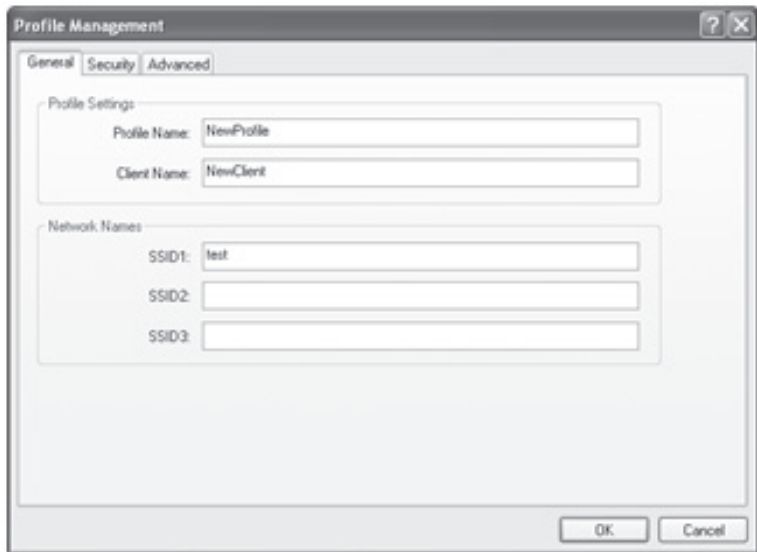 Profile Management
General Security Advanced
Profile Settings
Profile Name: NewProfile
Client Name: NewClient
Network Names
SSID1: test
SSID2:
SSID3:
OK Cancel